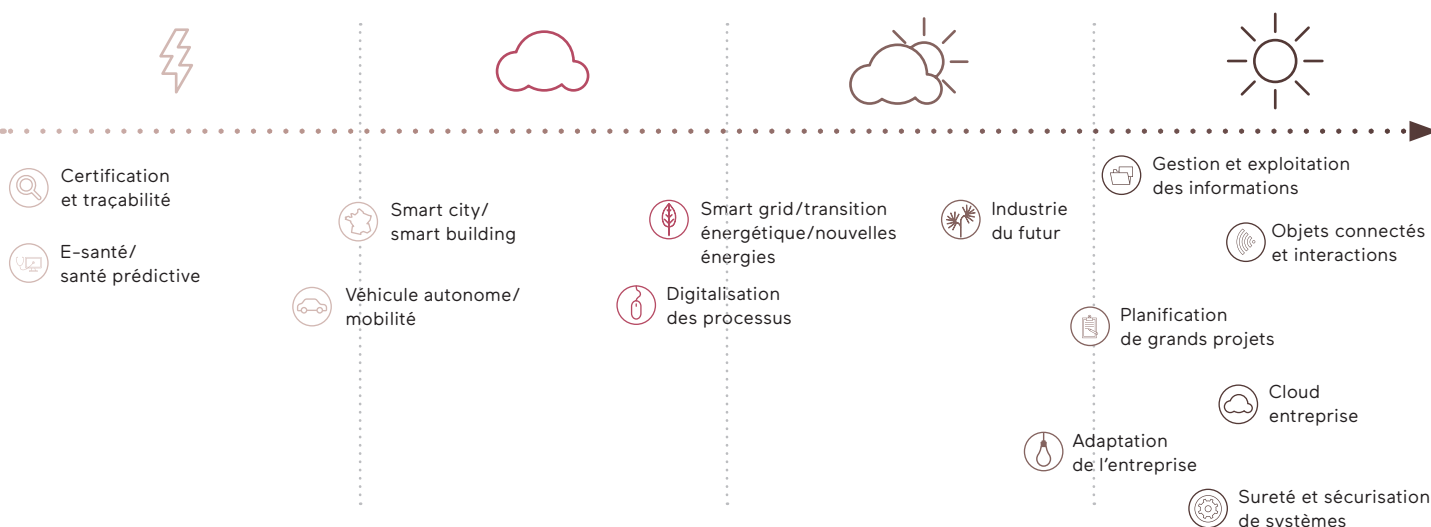 Certification
et traçabilité
E-santé/
santé prédictive
Smart city/
smart building
Véhicule autonome/
mobilité
Smart grid/transition
énergétique/nouvelles
énergies
Digitalisation
des processus
Industrie
du futur
Gestion et exploitation
des informations
Objets connectés
et interactions
Planification
de grands projets
Cloud
entreprise
Adaptation
de l’entreprise
Sureté et sécurisation
de systèmes